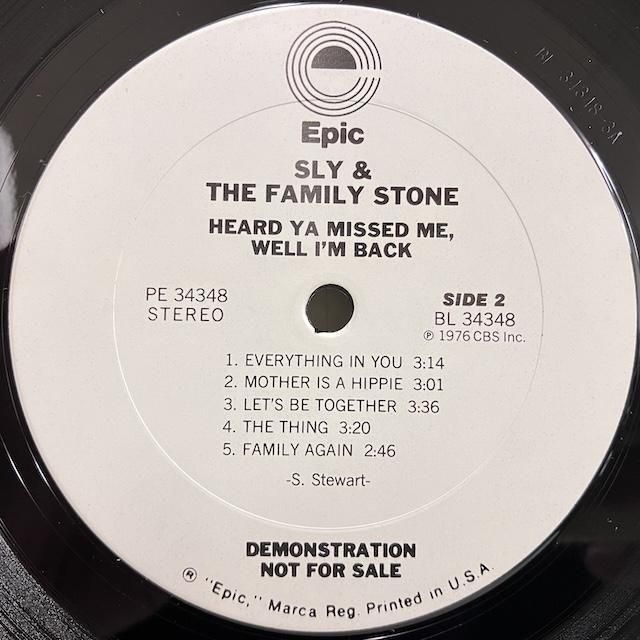 Epic
SLY &
THE FAMILY STONE
HEARD YA MISSED ME,
WELL I'M BACK
PE 34348
STEREO
SIDE 2
BL 34348
℗ 1976 CBS Inc.
1. EVERYTHING IN YOU 3:14
2. MOTHER IS A HIPPIE 3:01
3. LET'S BE TOGETHER 3:36
4. THE THING 3:20
5. FAMILY AGAIN 2:46
-S. Stewart-
DEMONSTRATION
NOT FOR SALE
® "Epic," Marca Reg. Printed in U.S.A.